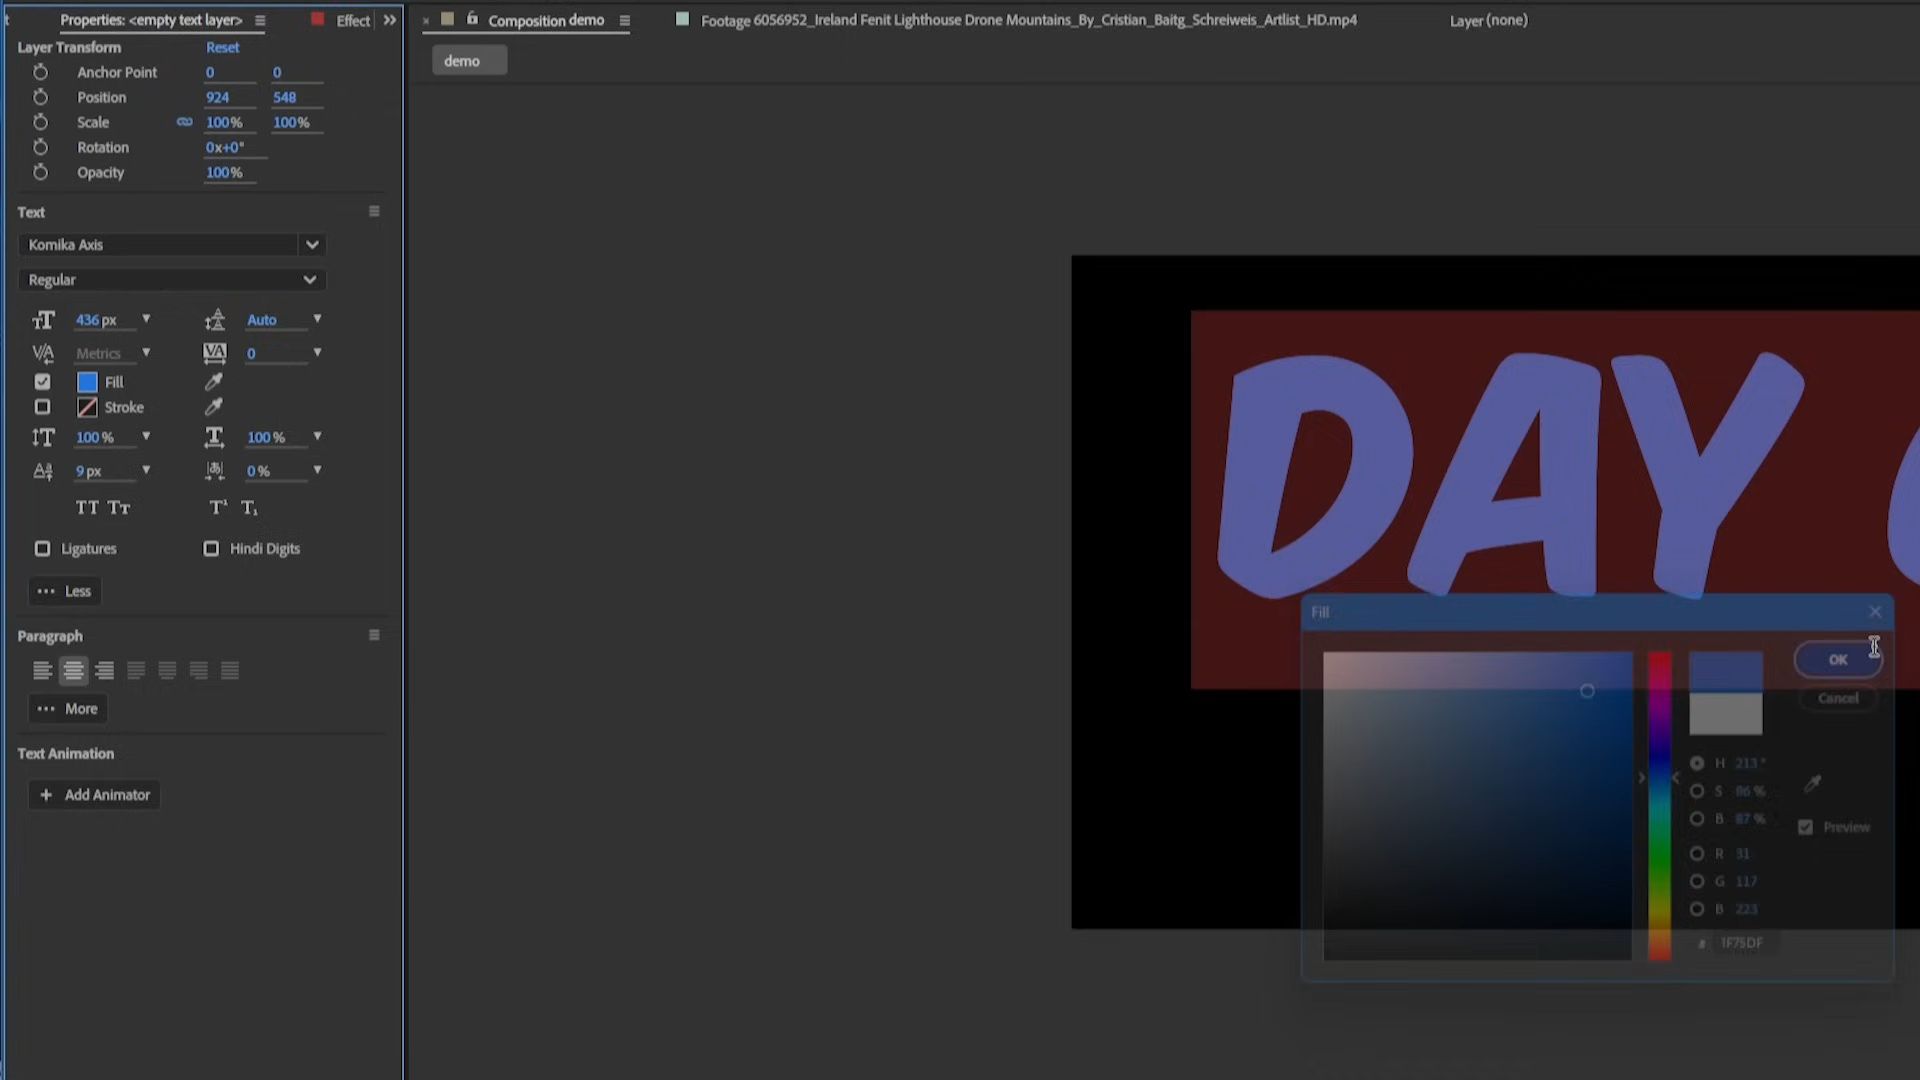 Properties: <empty text layer>
Effect
Composition demo
Footage 6056952_Ireland Fenit Lighthouse Drone Mountains_By_Cristian_Baitg_Schreiweis_Artlist_HD.mp4
Layer (none)
Layer Transform
Reset
demo
Anchor Point
0
0
Position
924
548
Scale
100%
100%
Rotation
0x+0°
Opacity
100%
Text
Komika Axis
Regular
436 px
Auto
Metrics
0
Fill
Stroke
100 %
100 %
9 px
0 %
TT Tт
T¹ T₁
Ligatures
Hindi Digits
Less
Paragraph
More
Text Animation
+ Add Animator
DAY
Fill
OK
Cancel
H 213 °
S 86 %
B 87 %
Preview
R 31
G 117
B 223
# 1F75DF